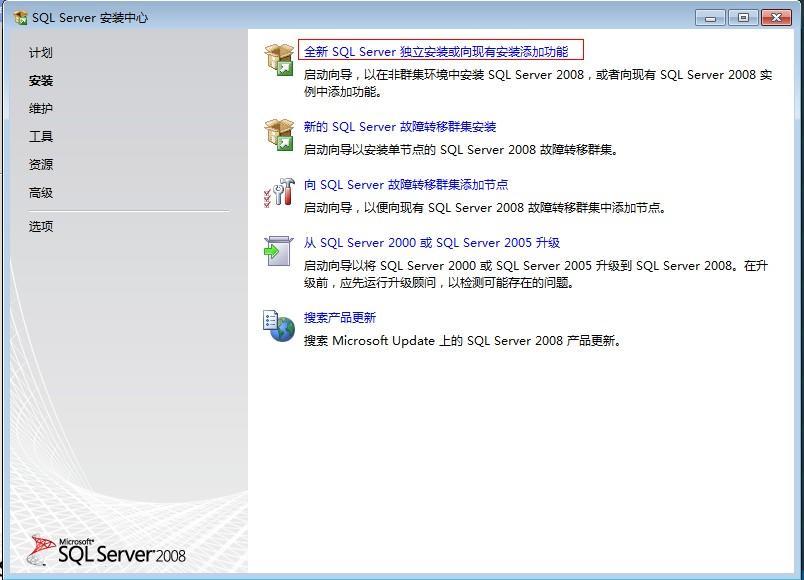 SQL Server 安装中心
计划
安装
维护
工具
资源
高级
选项
全新 SQL Server 独立安装或向现有安装添加功能
启动向导，以在非群集环境中安装 SQL Server 2008，或者向现有 SQL Server 2008 实
例中添加功能。
新的 SQL Server 故障转移群集安装
启动向导以安装单节点的 SQL Server 2008 故障转移群集。
向 SQL Server 故障转移群集添加节点
启动向导，以便向现有 SQL Server 2008 故障转移群集中添加节点。
从 SQL Server 2000 或 SQL Server 2005 升级
启动向导以将 SQL Server 2000 或 SQL Server 2005 升级到 SQL Server 2008。在升
级前，应先运行升级顾问，以检测可能存在的问题。
搜索产品更新
搜索 Microsoft Update 上的 SQL Server 2008 产品更新。
Microsoft
SQL Server 2008